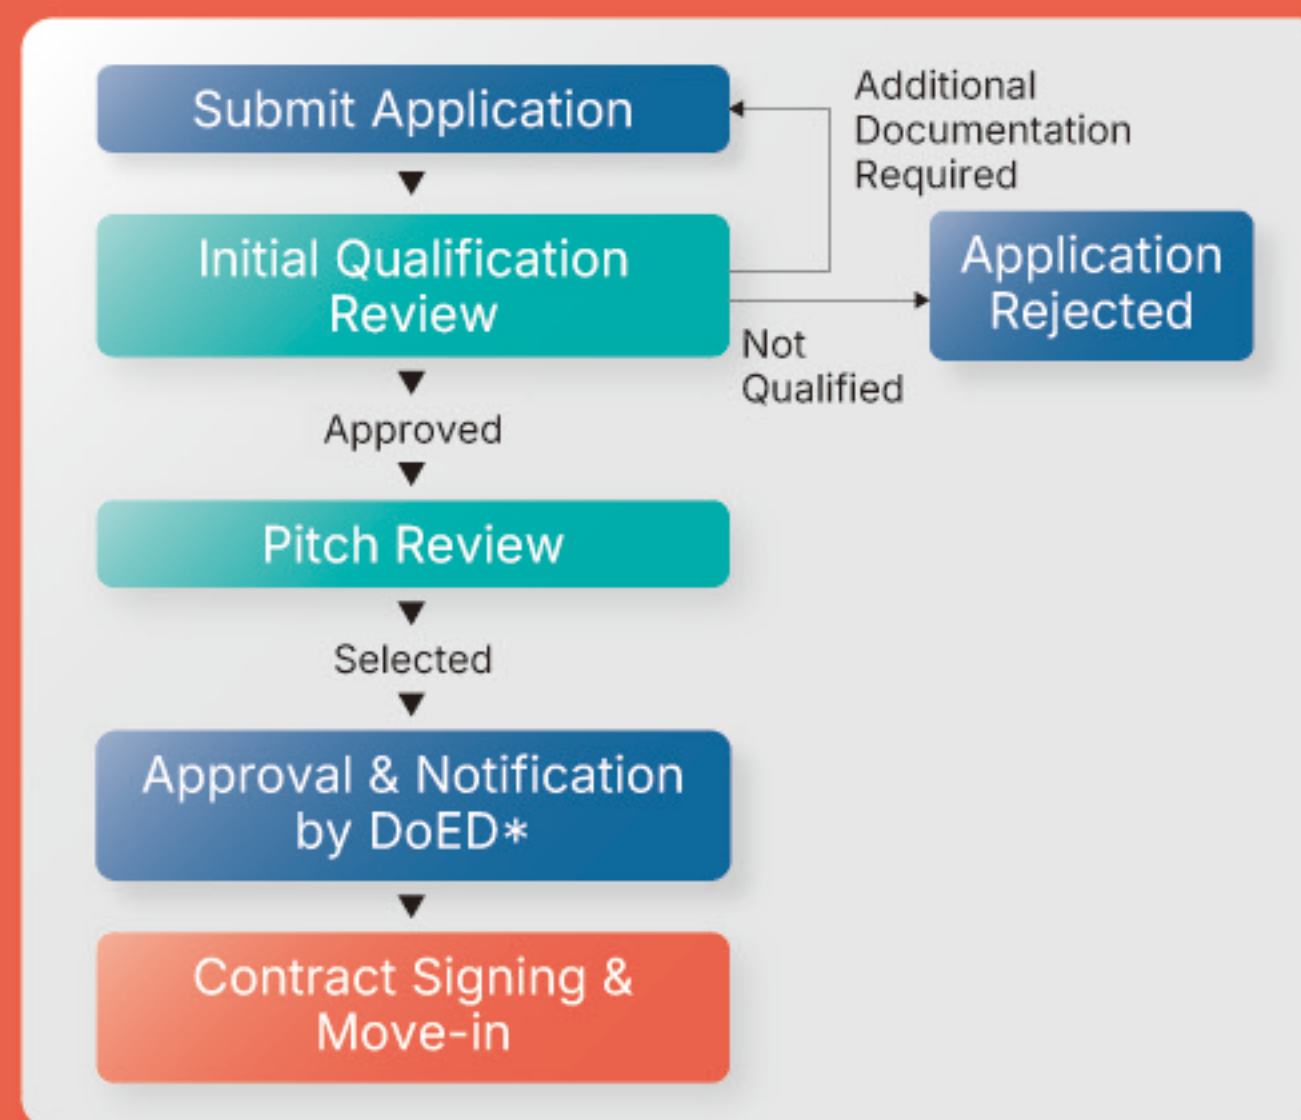 Submit Application
Additional
Documentation
Required
Initial Qualification
Review
Application
Rejected
Not
Qualified
Approved
Pitch Review
Selected
Approval & Notification
by DoED*
Contract Signing &
Move-in